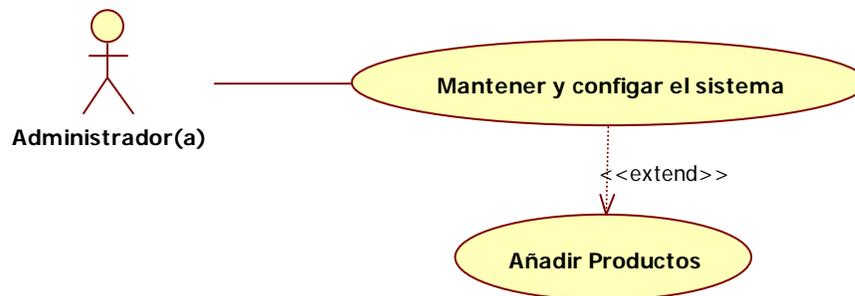 Mantener y configar el sistema
Administrador(a)
<<extend>>
Añadir Productos